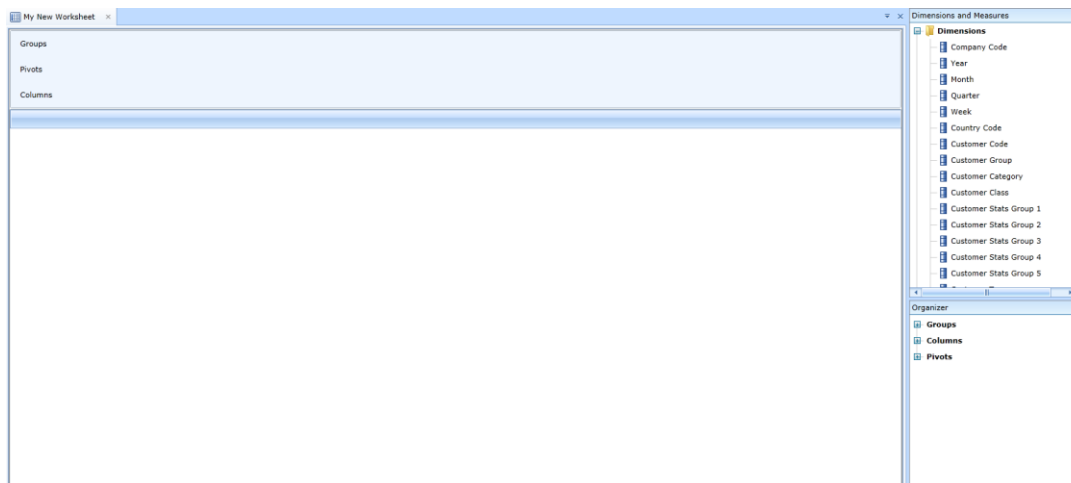 My New Worksheet
Groups
Pivots
Columns
Dimensions and Measures
Dimensions
Company Code
Year
Month
Quarter
Week
Country Code
Customer Code
Customer Group
Customer Category
Customer Class
Customer Stats Group 1
Customer Stats Group 2
Customer Stats Group 3
Customer Stats Group 4
Customer Stats Group 5
Organizer
Groups
Columns
Pivots